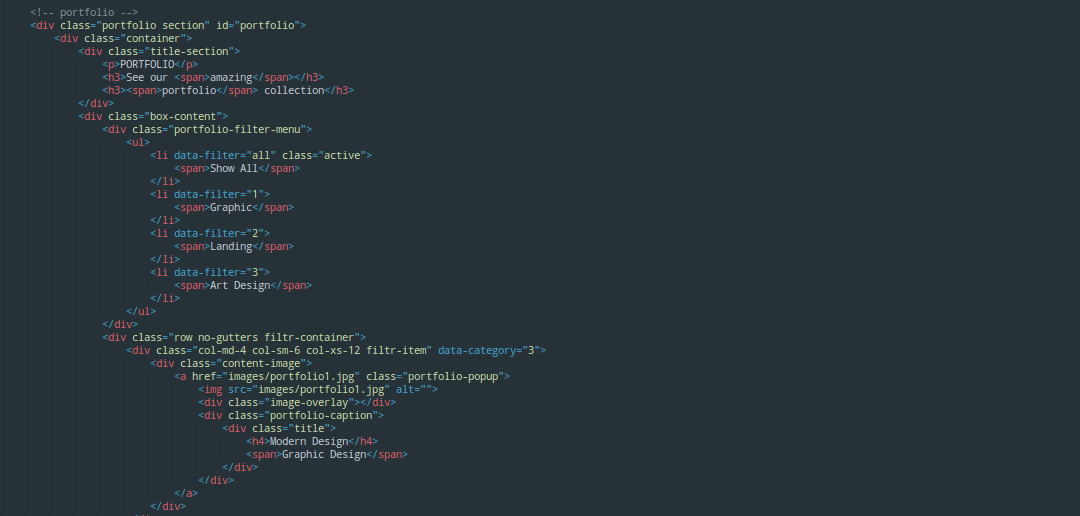 <!-- portfolio -->
<div class="portfolio section" id="portfolio">
<div class="container">
<div class="title-section">
<p>PORTFOLIO</p>
<h3>See our <span>amazing</span></h3>
<h3><span>portfolio</span> collection</h3>
</div>
<div class="box-content">
<div class="portfolio-filter-menu">
<ul>
<li data-filter="all" class="active">
<span>Show All</span>
</li>
<li data-filter="1">
<span>Graphic</span>
</li>
<li data-filter="2">
<span>Landing</span>
</li>
<li data-filter="3">
<span>Art Design</span>
</li>
</ul>
</div>
<div class="row no-gutters filtr-container">
<div class="col-md-4 col-sm-6 col-xs-12 filtr-item" data-category="3">
<div class="content-image">
<a href="images/portfolio1.jpg" class="portfolio-popup">
<img src="images/portfolio1.jpg" alt="">
<div class="image-overlay"></div>
<div class="portfolio-caption">
<div class="title">
<h4>Modern Design</h4>
<span>Graphic Design</span>
</div>
</div>
</a>
</div>